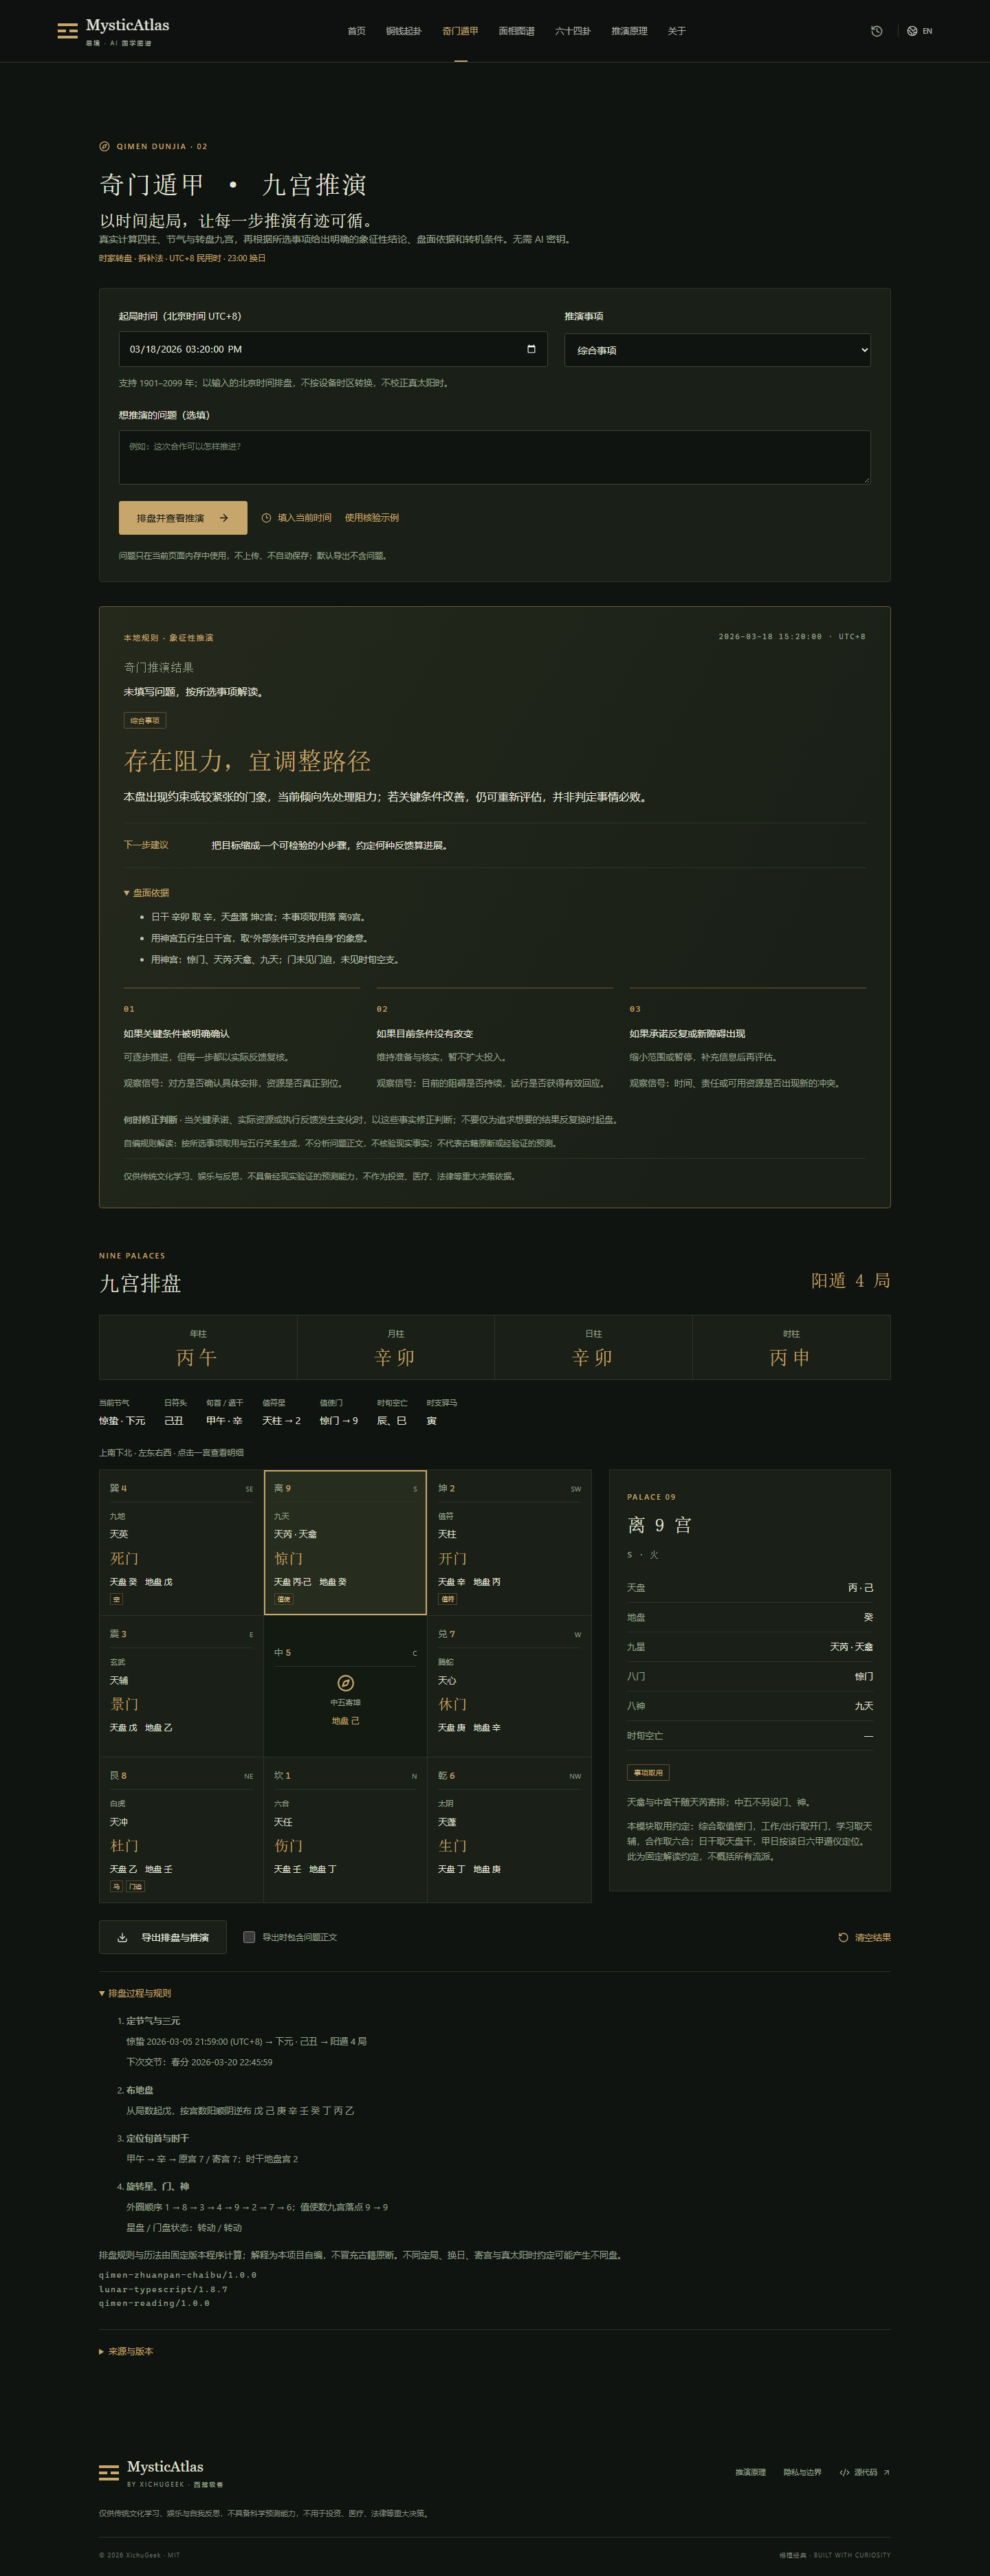 MysticAtlas
易境 · AI 国学图谱
首页 铜钱起卦 奇门遁甲 面相图谱 六十四卦 推演原理 关于
EN
QIMEN DUNJIA · 02
奇门遁甲 · 九宫推演
以时间起局，让每一步推演有迹可循。
真实计算四柱、节气与转盘九宫，再根据所选事项给出明确的象征性结论、盘面依据和转机条件。无需 AI 密钥。
时家转盘 · 拆补法 · UTC+8 民用时 · 23:00 换日
起局时间（北京时间 UTC+8）
推演事项
03/18/2026 03:20:00 PM
综合事项
支持 1901–2099 年；以输入的北京时间排盘，不按设备时区转换，不校正真太阳时。
想推演的问题（选填）
例如：这次合作可以怎样推进？
排盘并查看推演 →
填入当前时间 使用核验示例
问题只在当前页面内存中使用，不上传、不自动保存；默认导出不含问题。
本地规则 · 象征性推演
2026-03-18 15:20:00 · UTC+8
奇门推演结果
未填写问题，按所选事项解读。
综合事项
存在阻力，宜调整路径
本盘出现约束或较紧张的门象，当前倾向先处理阻力；若关键条件改善，仍可重新评估，并非判定事情必败。
下一步建议 把目标缩成一个可检验的小步骤，约定何种反馈算进展。
▼ 盘面依据
• 日干 辛卯 取 辛，天盘落 坤2宫；本事项取用落 离9宫。
• 用神宫五行生日干宫，取“外部条件可支持自身”的象意。
• 用神宫：惊门、天芮·天禽、九天；门未见门迫，未见时旬空支。
01
如果关键条件被明确确认
可逐步推进，但每一步都以实际反馈复核。
观察信号：对方是否确认具体安排，资源是否真正到位。
02
如果目前条件没有改变
维持准备与核实，暂不扩大投入。
观察信号：目前的阻碍是否持续，试行是否获得有效回应。
03
如果承诺反复或新障碍出现
缩小范围或暂停，补充信息后再评估。
观察信号：时间、责任或可用资源是否出现新的冲突。
何时修正判断 · 当关键承诺、实际资源或执行反馈发生变化时，以这些事实修正判断；不要仅为追求想要的结果反复换时起盘。
自编规则解读：按所选事项取用与五行关系生成，不分析问题正文，不核验现实事实；不代表古籍原断或经验证的预测。
仅供传统文化学习、娱乐与反思，不具备经现实验证的预测能力，不作为投资、医疗、法律等重大决策依据。
NINE PALACES
九宫排盘
阳遁 4 局
年柱 月柱 日柱 时柱
丙午 辛卯 辛卯 丙申
当前节气 日符头 旬首 / 遁干 值符星 值使门 时旬空亡 时支驿马
惊蛰 · 下元 己丑 甲午 · 辛 天柱 → 2 惊门 → 9 辰、巳 寅
上南下北 · 左东右西 · 点击一宫查看明细
巽 4 SE
九地
天英
死门
天盘 癸 地盘 戊
空
离 9 S
九天
天芮 · 天禽
惊门
天盘 丙·己 地盘 癸
值使
坤 2 SW
值符
天柱
开门
天盘 辛 地盘 丙
值符
震 3 E
玄武
天辅
景门
天盘 戊 地盘 乙
中 5 C
中五寄坤
地盘 己
兑 7 W
螣蛇
天心
休门
天盘 庚 地盘 辛
艮 8 NE
白虎
天冲
杜门
天盘 乙 地盘 壬
马 门迫
坎 1 N
六合
天任
伤门
天盘 壬 地盘 丁
乾 6 NW
太阴
天蓬
生门
天盘 丁 地盘 庚
PALACE 09
离 9 宫
S · 火
天盘 丙 · 己
地盘 癸
九星 天芮 · 天禽
八门 惊门
八神 九天
时旬空亡 —
事项取用
天禽与中宫干随天芮寄排；中五不另设门、神。
本模块取用约定：综合取值使门，工作/出行取开门，学习取天
辅，合作取六合；日干取天盘干，甲日按该日六甲遁仪定位。
此为固定解读约定，不概括所有流派。
导出排盘与推演
导出时包含问题正文
清空结果
▼ 排盘过程与规则
1. 定节气与三元
惊蛰 2026-03-05 21:59:00 (UTC+8) → 下元 · 己丑 → 阳遁 4 局
下次交节：春分 2026-03-20 22:45:59
2. 布地盘
从局数起戊，按宫数阳顺阴逆布 戊 己 庚 辛 壬 癸 丁 丙 乙
3. 定位旬首与时干
甲午 → 辛 → 原宫 7 / 寄宫 7；时干地盘宫 2
4. 旋转星、门、神
外圈顺序 1 → 8 → 3 → 4 → 9 → 2 → 7 → 6；值使数九宫落点 9 → 9
星盘 / 门盘状态：转动 / 转动
排盘规则与历法由固定版本程序计算；解释为本项目自编，不冒充古籍原断。不同定局、换日、寄宫与真太阳时约定可能产生不同盘。
qimen-zhuanpan-chaibu/1.0.0
lunar-typescript/1.8.7
qimen-reading/1.0.0
▶ 来源与版本
MysticAtlas
BY XICHUGEEK · 西蜀极客
推演原理 隐私与边界 源代码
仅供传统文化学习、娱乐与自我反思，不具备科学预测能力，不用于投资、医疗、法律等重大决策。
© 2026 XichuGeek · MIT
· BUILT WITH CURIOSITY